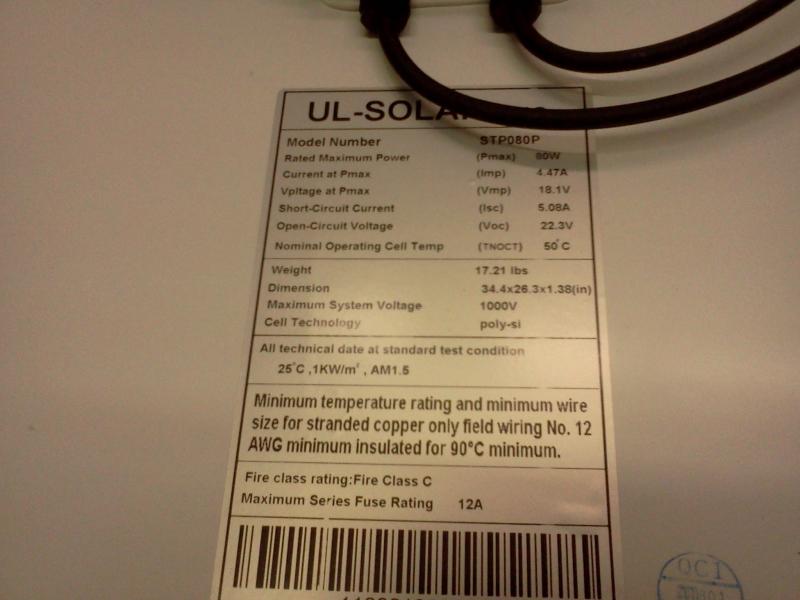 UL-SOLAR
Model Number STP080P
Rated Maximum Power (Pmax) 80W
Current at Pmax (Imp) 4.47A
Vpltage at Pmax (Vmp) 18.1V
Short-Circuit Current (Isc) 5.08A
Open-Circuit Voltage (Voc) 22.3V
Nominal Operating Cell Temp (TNOCT) 50°C
Weight 17.21 lbs
Dimension 34.4x26.3x1.38(in)
Maximum System Voltage 1000V
Cell Technology poly-si
All technical date at standard test condition
25°C ,1KW/m² , AM1.5
Minimum temperature rating and minimum wire
size for stranded copper only field wiring No. 12
AWG minimum insulated for 90°C minimum.
Fire class rating:Fire Class C
Maximum Series Fuse Rating 12A